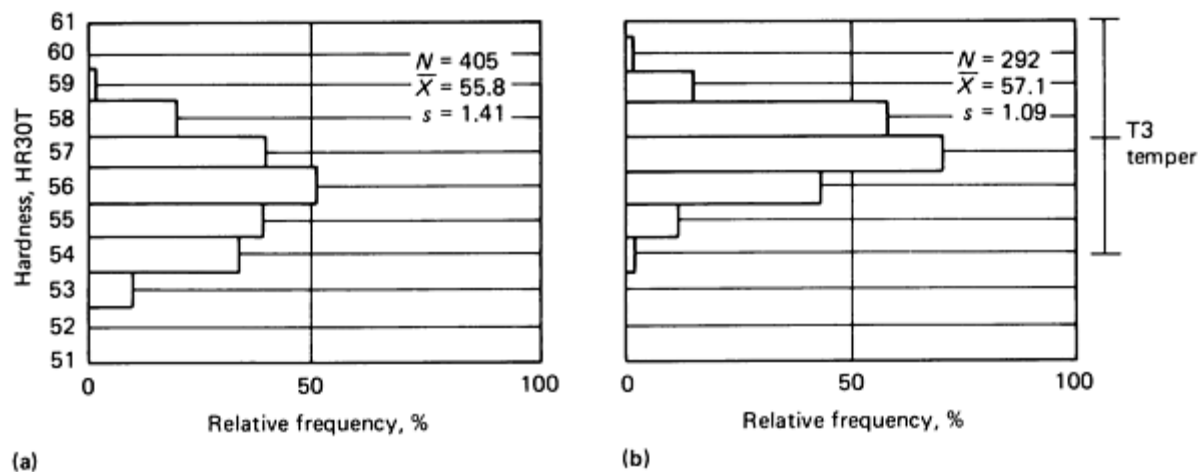 Hardness, HR30T
61
60
59
58
57
56
55
54
53
52
51
N = 405
X̅ = 55.8
s = 1.41
0 50 100
Relative frequency, %
(a)
N = 292
X̅ = 57.1
s = 1.09
0 50 100
Relative frequency, %
(b)
T3
temper